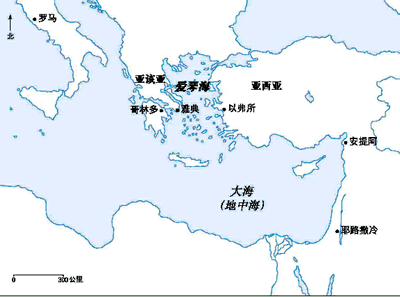 罗马
北
亚该亚
爱琴海
亚西亚
哥林多
雅典
以弗所
安提阿
大海
(地中海)
耶路撒冷
0 300公里